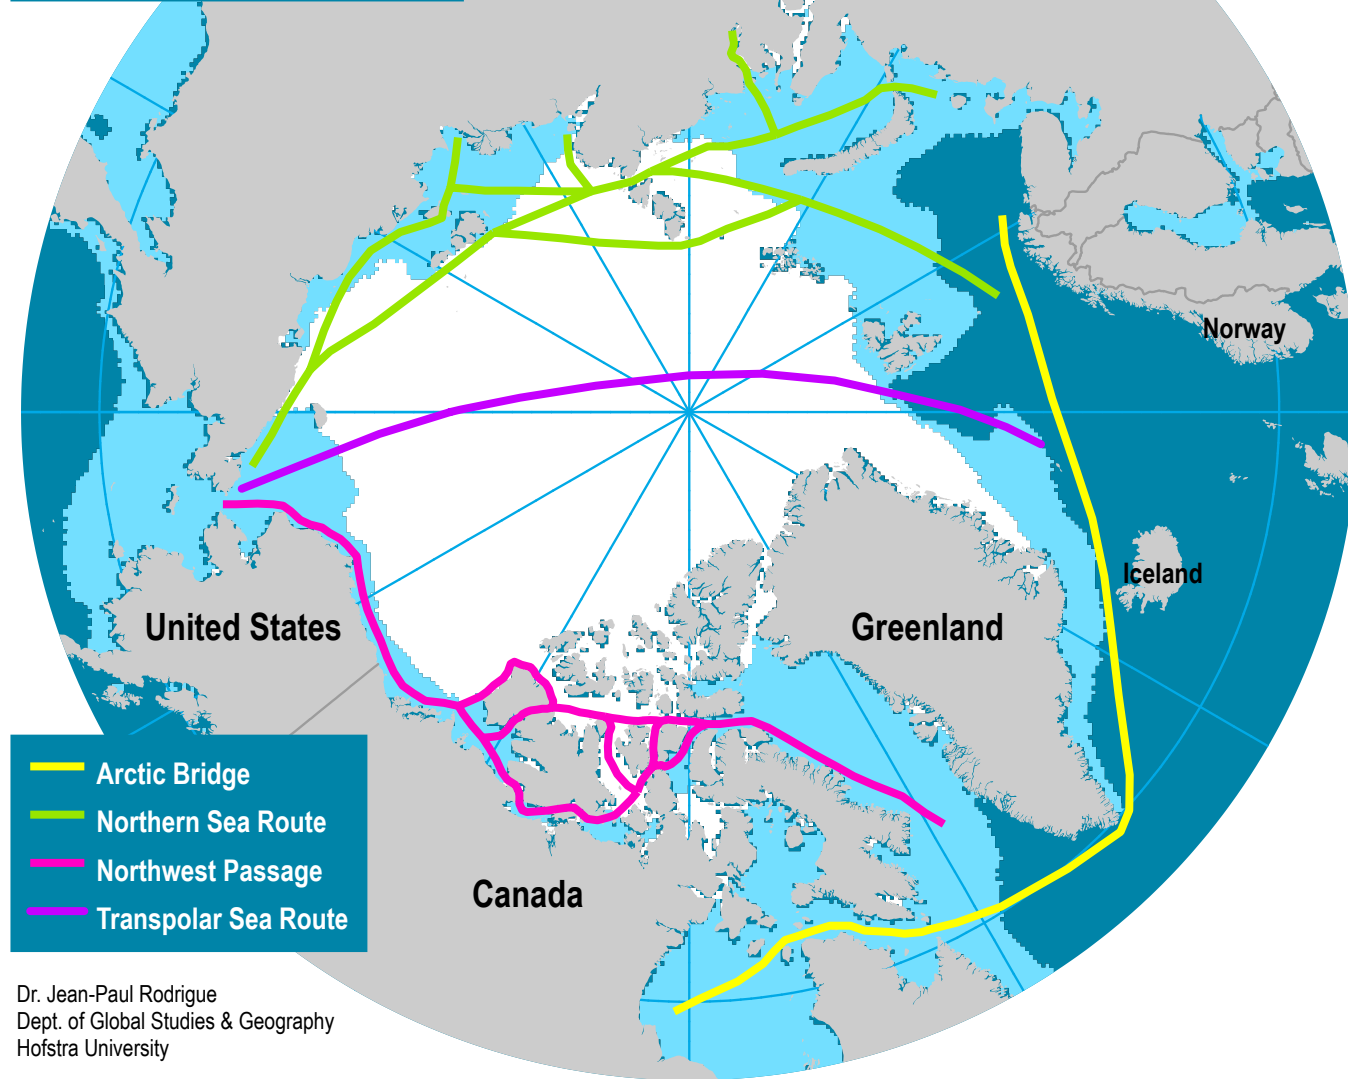 Norway
Iceland
United States
Greenland
Arctic Bridge
Northern Sea Route
Northwest Passage
Transpolar Sea Route
Canada
Dr. Jean-Paul Rodrigue
Dept. of Global Studies & Geography
Hofstra University